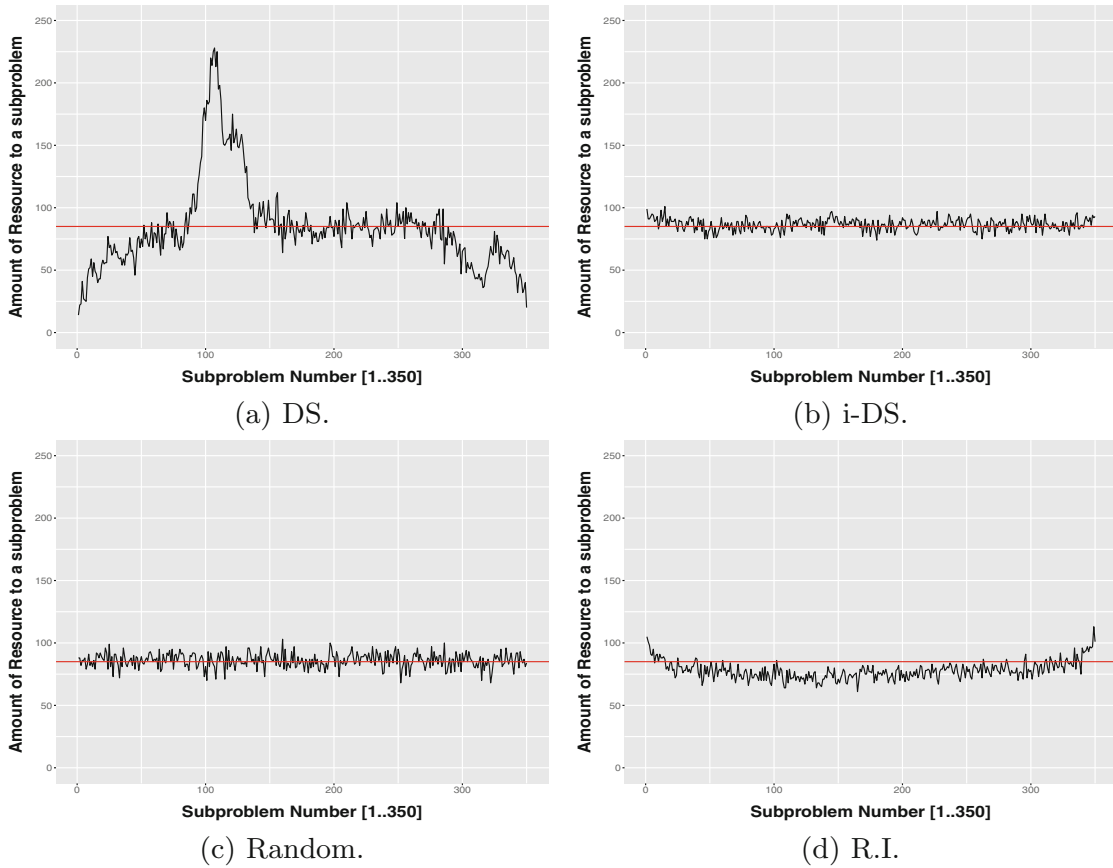 250
200
150
100
50
0
Amount of Resource to a subproblem
0 100 200 300
Subproblem Number [1..350]
(a) DS.
250
200
150
100
50
0
Amount of Resource to a subproblem
0 100 200 300
Subproblem Number [1..350]
(b) i-DS.
250
200
150
100
50
0
Amount of Resource to a subproblem
0 100 200 300
Subproblem Number [1..350]
(c) Random.
250
200
150
100
50
0
Amount of Resource to a subproblem
0 100 200 300
Subproblem Number [1..350]
(d) R.I.